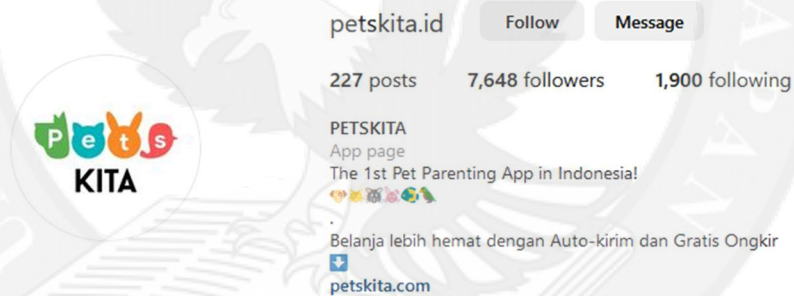 petskita.id Follow Message
227 posts 7,648 followers 1,900 following
Pets
KITA
PETSKITA
App page
The 1st Pet Parenting App in Indonesia!
.
Belanja lebih hemat dengan Auto-kirim dan Gratis Ongkir
petskita.com